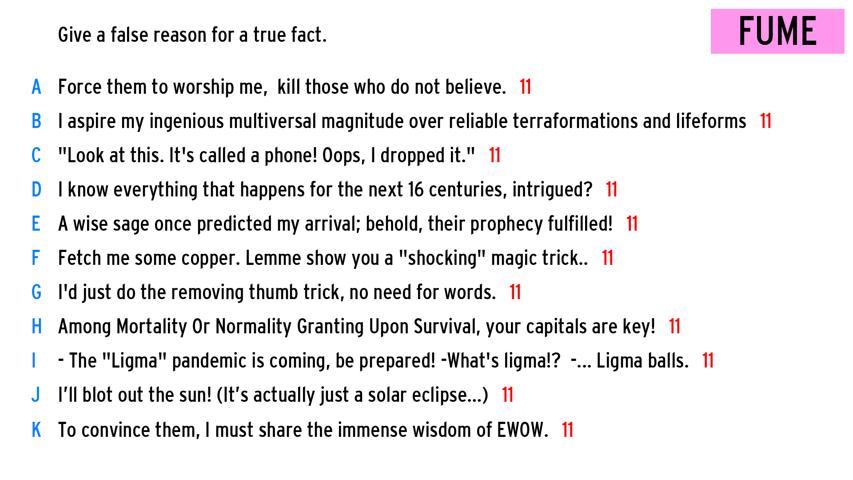 Give a false reason for a true fact.
FUME
A Force them to worship me,  kill those who do not believe. 11
B I aspire my ingenious multiversal magnitude over reliable terraformations and lifeforms 11
C "Look at this. It's called a phone! Oops, I dropped it." 11
D I know everything that happens for the next 16 centuries, intrigued? 11
E A wise sage once predicted my arrival; behold, their prophecy fulfilled! 11
F Fetch me some copper. Lemme show you a "shocking" magic trick.. 11
G I'd just do the removing thumb trick, no need for words. 11
H Among Mortality Or Normality Granting Upon Survival, your capitals are key! 11
I - The "Ligma" pandemic is coming, be prepared! -What's ligma!?  -... Ligma balls. 11
J I’ll blot out the sun! (It’s actually just a solar eclipse...) 11
K To convince them, I must share the immense wisdom of EWOW. 11